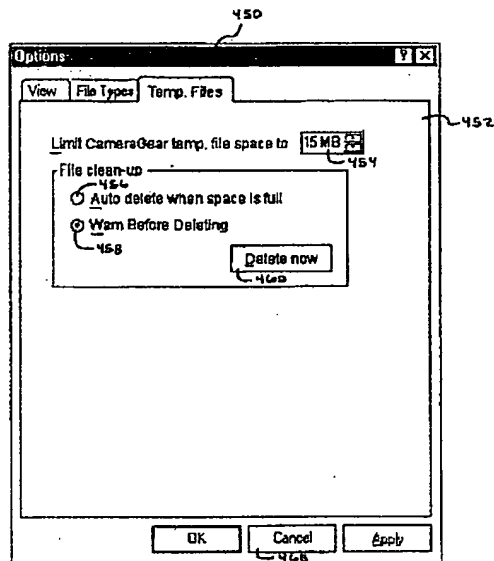 450
Options ? X
View File Types Temp. Files
452
Limit CameraGear temp. file space to 15 MB
454
File clean-up
456
Auto delete when space is full
Warn Before Deleting
458
Delete now
460
OK Cancel Apply
468